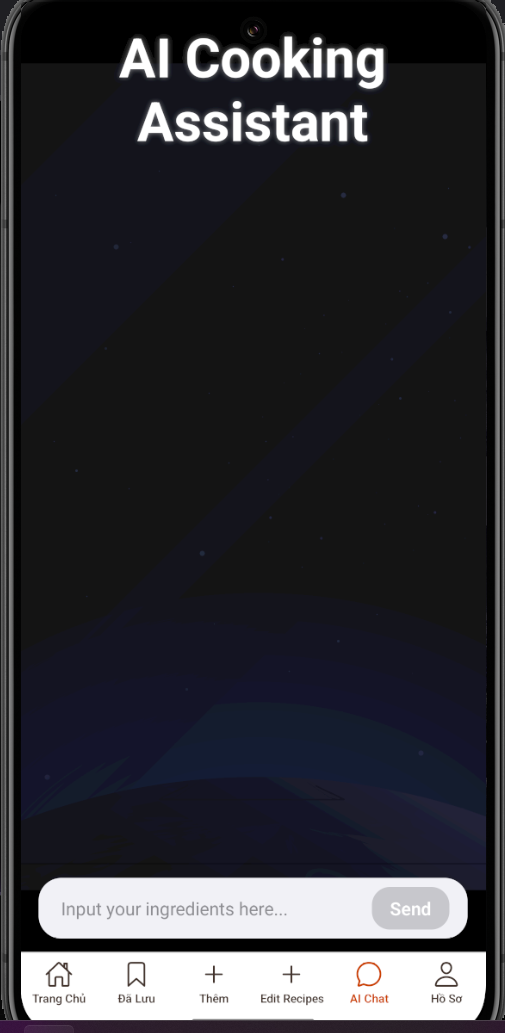 AI Cooking
Assistant
Input your ingredients here...
Send
Trang Chủ
Đã Lưu
Thêm
Edit Recipes
AI Chat
Hồ Sơ